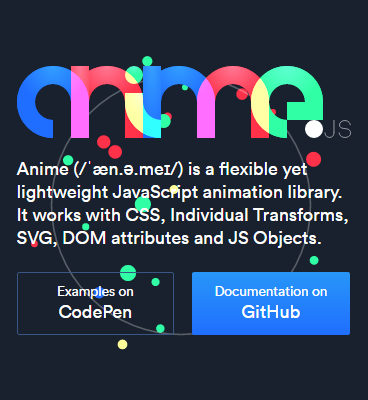 anime.JS
Anime (/ˈæn.ə.meɪ/) is a flexible yet
lightweight JavaScript animation library.
It works with CSS, Individual Transforms,
SVG, DOM attributes and JS Objects.
Examples on
CodePen
Documentation on
GitHub